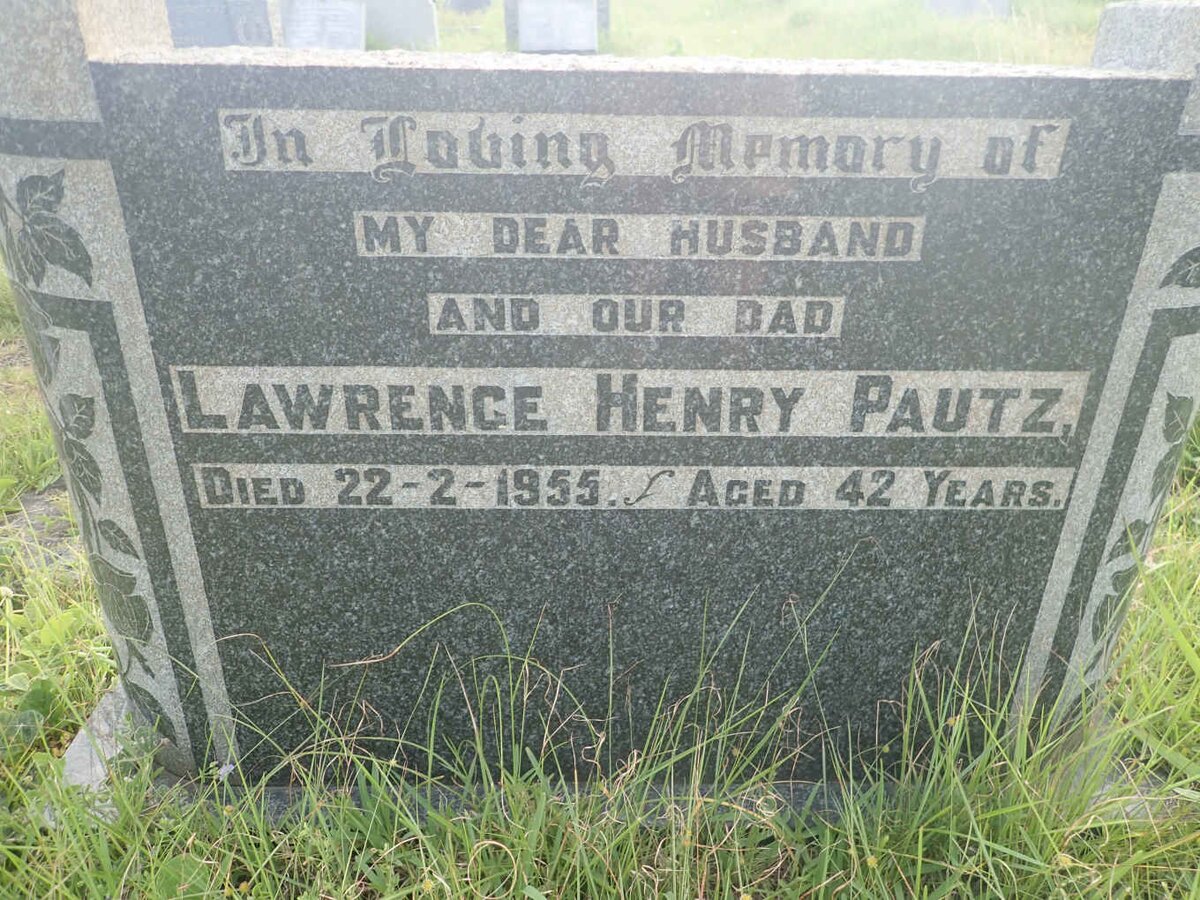 In Loving Memory of
MY DEAR HUSBAND
AND OUR DAD
LAWRENCE HENRY PAUTZ,
DIED 22-2-1955. AGED 42 YEARS.